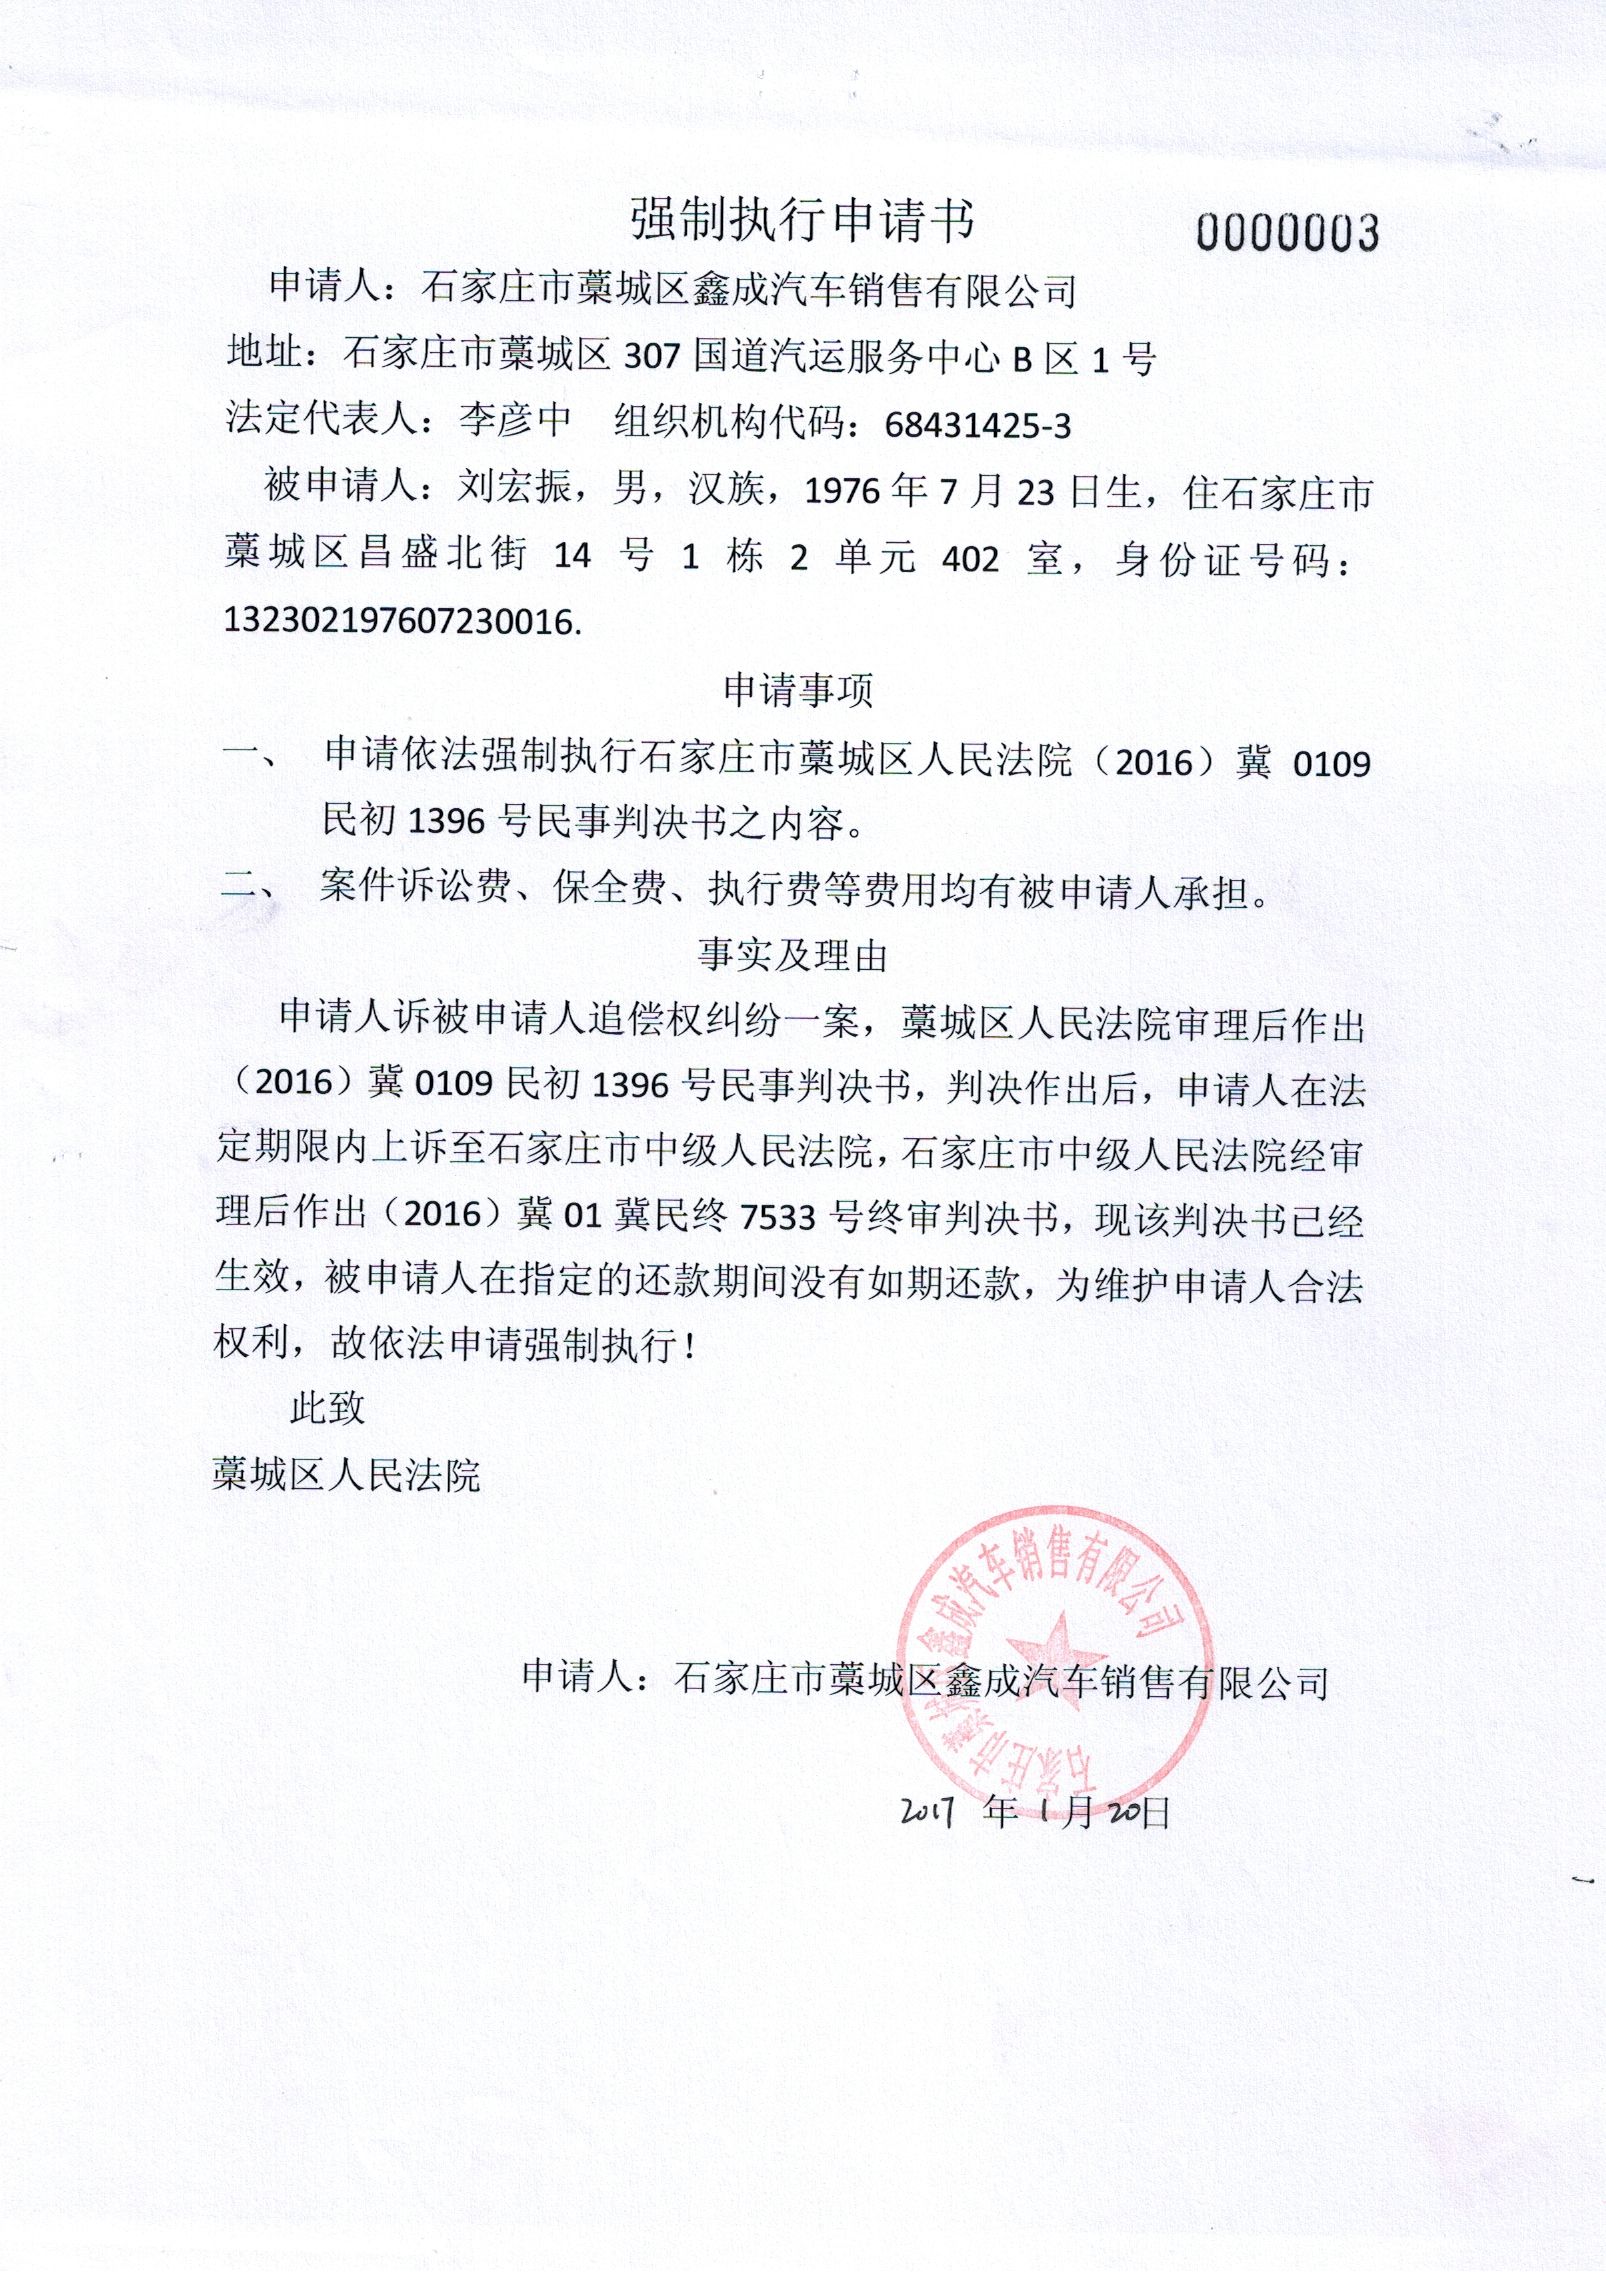 强制执行申请书 0000003
申请人：石家庄市藁城区鑫成汽车销售有限公司
地址：石家庄市藁城区 307 国道汽运服务中心 B 区 1 号
法定代表人：李彦中 组织机构代码：68431425-3
被申请人：刘宏振，男，汉族，1976 年 7 月 23 日生，住石家庄市
藁城区昌盛北街 14 号 1 栋 2 单元 402 室，身份证号码：
132302197607230016.
申请事项
一、 申请依法强制执行石家庄市藁城区人民法院（2016）冀 0109
民初 1396 号民事判决书之内容。
二、 案件诉讼费、保全费、执行费等费用均有被申请人承担。
事实及理由
申请人诉被申请人追偿权纠纷一案，藁城区人民法院审理后作出
（2016）冀 0109 民初 1396 号民事判决书，判决作出后，申请人在法
定期限内上诉至石家庄市中级人民法院，石家庄市中级人民法院经审
理后作出（2016）冀 01 冀民终 7533 号终审判决书，现该判决书已经
生效，被申请人在指定的还款期间没有如期还款，为维护申请人合法
权利，故依法申请强制执行！
此致
藁城区人民法院
石家庄市藁城区鑫成汽车销售有限公司
申请人：石家庄市藁城区鑫成汽车销售有限公司
2017 年 1 月 20日